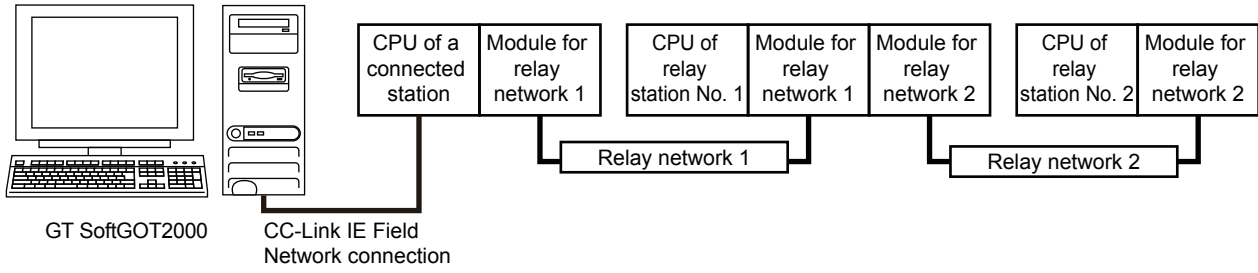 CPU of a
connected
station
Module for
relay
network 1
CPU of
relay
station No. 1
Module for
relay
network 1
Module for
relay
network 2
CPU of
relay
station No. 2
Module for
relay
network 2
Relay network 1
Relay network 2
GT SoftGOT2000
CC-Link IE Field
Network connection